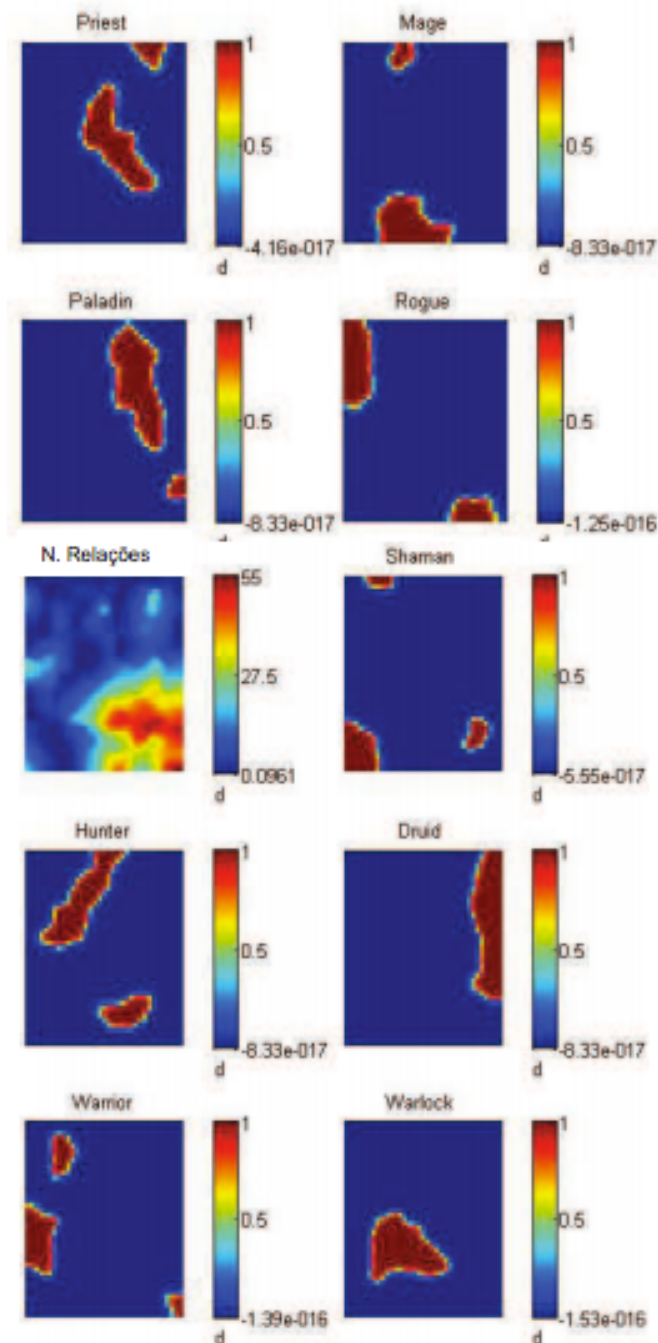 Priest
Mage
1
0.5
-4.16e-017
d
1
0.5
-8.33e-017
d
Paladin
Rogue
1
0.5
-8.33e-017
d
1
0.5
-1.25e-016
d
N. Relações
Shaman
55
27.5
0.0961
d
1
0.5
-5.55e-017
d
Hunter
Druid
1
0.5
-8.33e-017
d
1
0.5
-8.33e-017
d
Warrior
Warlock
1
0.5
-1.39e-016
d
1
0.5
-1.53e-016
d